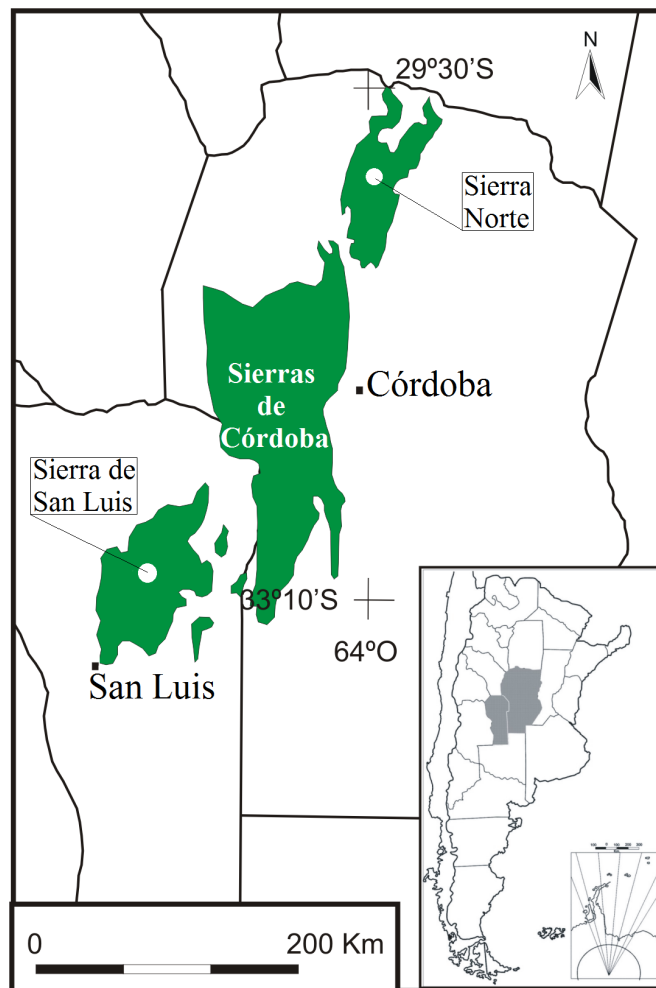 N
29º30'S
Sierra
Norte
Sierras
de
Córdoba
Córdoba
Sierra de
San Luis
33º10'S
64ºO
San Luis
0 200 Km